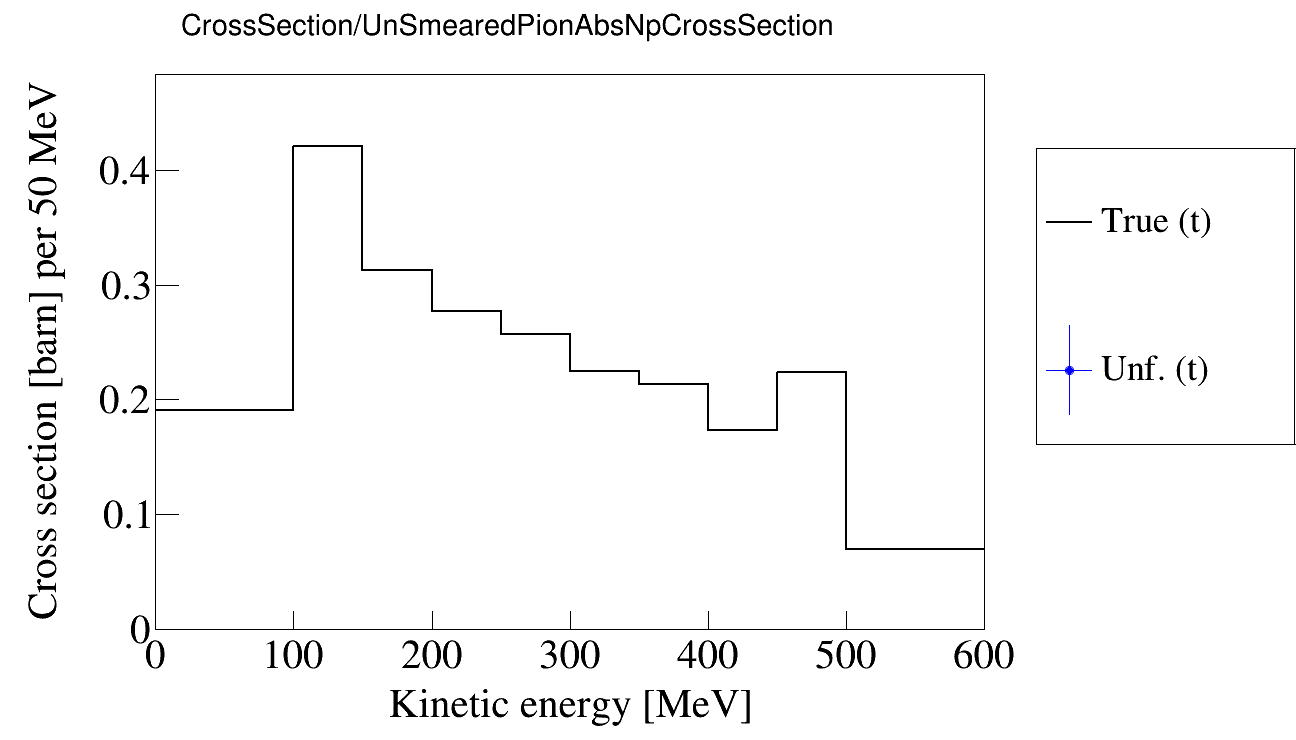 CrossSection/UnSmearedPionAbsNpCrossSection
Cross section [barn] per 50 MeV
0.4
0.3
0.2
0.1
0
0 100 200 300 400 500 600
Kinetic energy [MeV]
True (t)
Unf. (t)